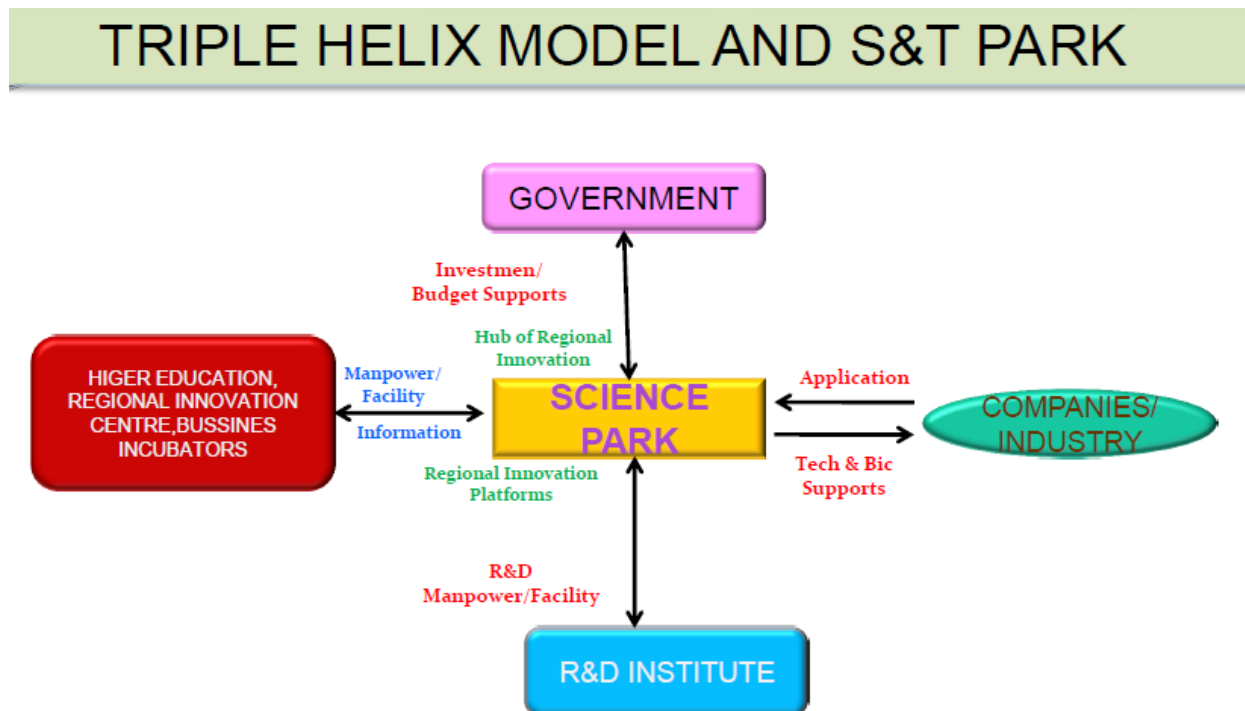 TRIPLE HELIX MODEL AND S&T PARK
GOVERNMENT
Investmen/
Budget Supports
Hub of Regional
Innovation
HIGER EDUCATION,
REGIONAL INNOVATION
CENTRE,BUSSINES
INCUBATORS
Manpower/
Facility
Information
SCIENCE
PARK
Application
COMPANIES/
INDUSTRY
Tech & Bic
Supports
Regional Innovation
Platforms
R&D
Manpower/Facility
R&D INSTITUTE